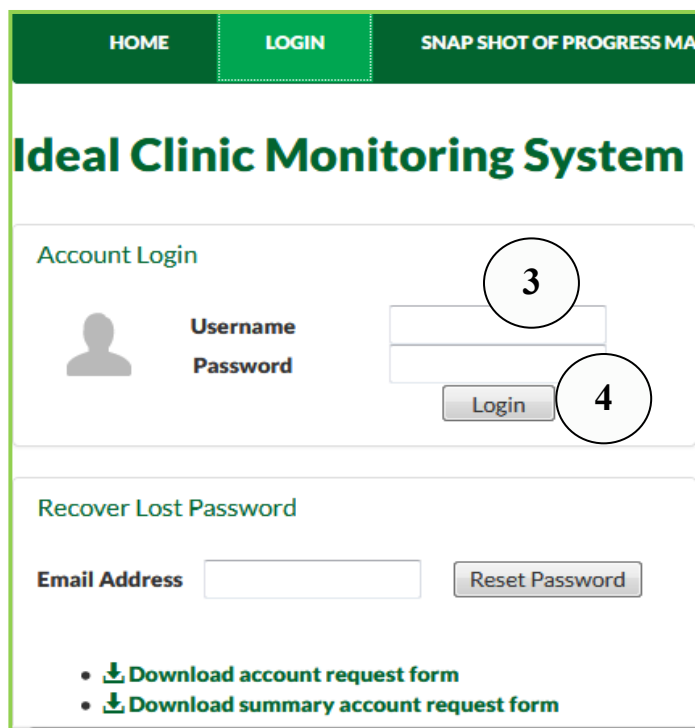 HOME LOGIN SNAP SHOT OF PROGRESS MA
Ideal Clinic Monitoring System
Account Login
3
Username
Password
Login 4
Recover Lost Password
Email Address Reset Password
Download account request form
Download summary account request form